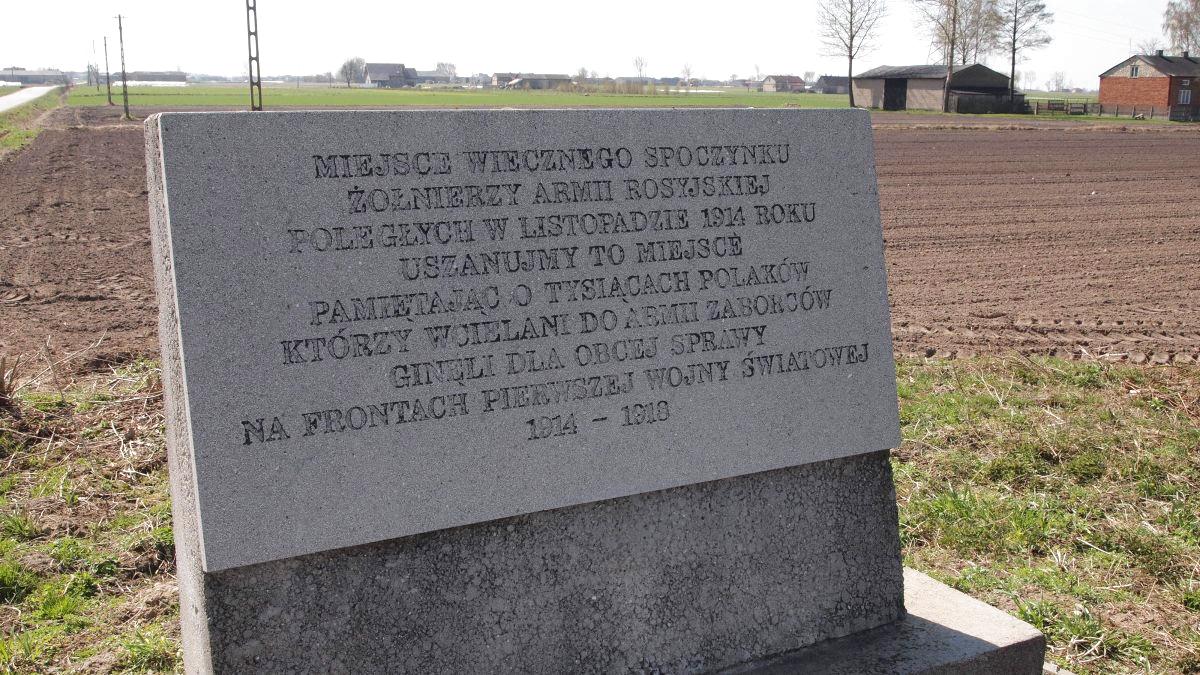 MIEJSCE WIECZNEGO SPOCZYNKU
ŻOŁNIERZY ARMII ROSYJSKIEJ
POLEGŁYCH W LISTOPADZIE 1914 ROKU
USZANUJMY TO MIEJSCE
PAMIĘTAJĄC O TYSIĄCACH POLAKÓW
KTÓRZY WCIELANI DO ARMII ZABORCÓW
GINĘLI DLA OBCEJ SPRAWY
NA FRONTACH PIERWSZEJ WOJNY ŚWIATOWEJ
1914 – 1918